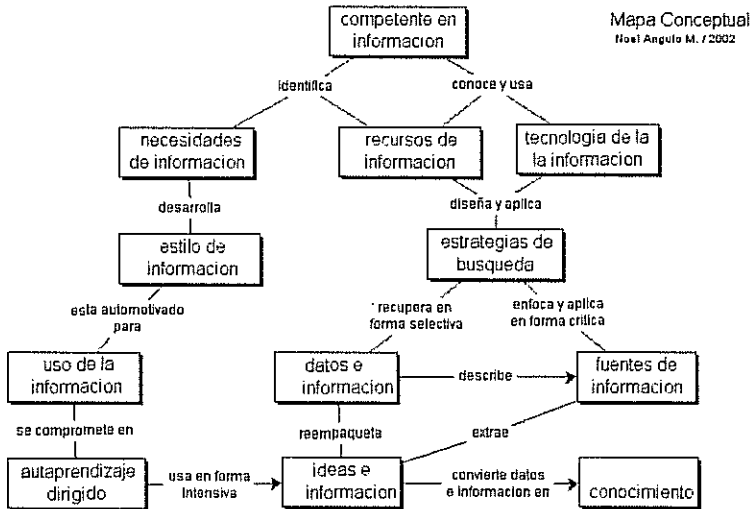 competente en
informacion
Mapa Conceptual
Noel Angulo M. / 2002
identifica
conoce y usa
necesidades
de informacion
recursos de
informacion
tecnologia de la
la informacion
desarrolla
diseña y aplica
estilo de
informacion
estrategias de
busqueda
esta automotivado
para
recupera en
forma selectiva
enfoca y aplica
en forma critica
uso de la
informacion
datos e
informacion
describe
fuentes de
informacion
se compromete en
reempaqueta
extrae
autaprendizaje
dirigido
usa en forma
intensiva
ideas e
informacion
convierte datos
e informacion en
conocimiento